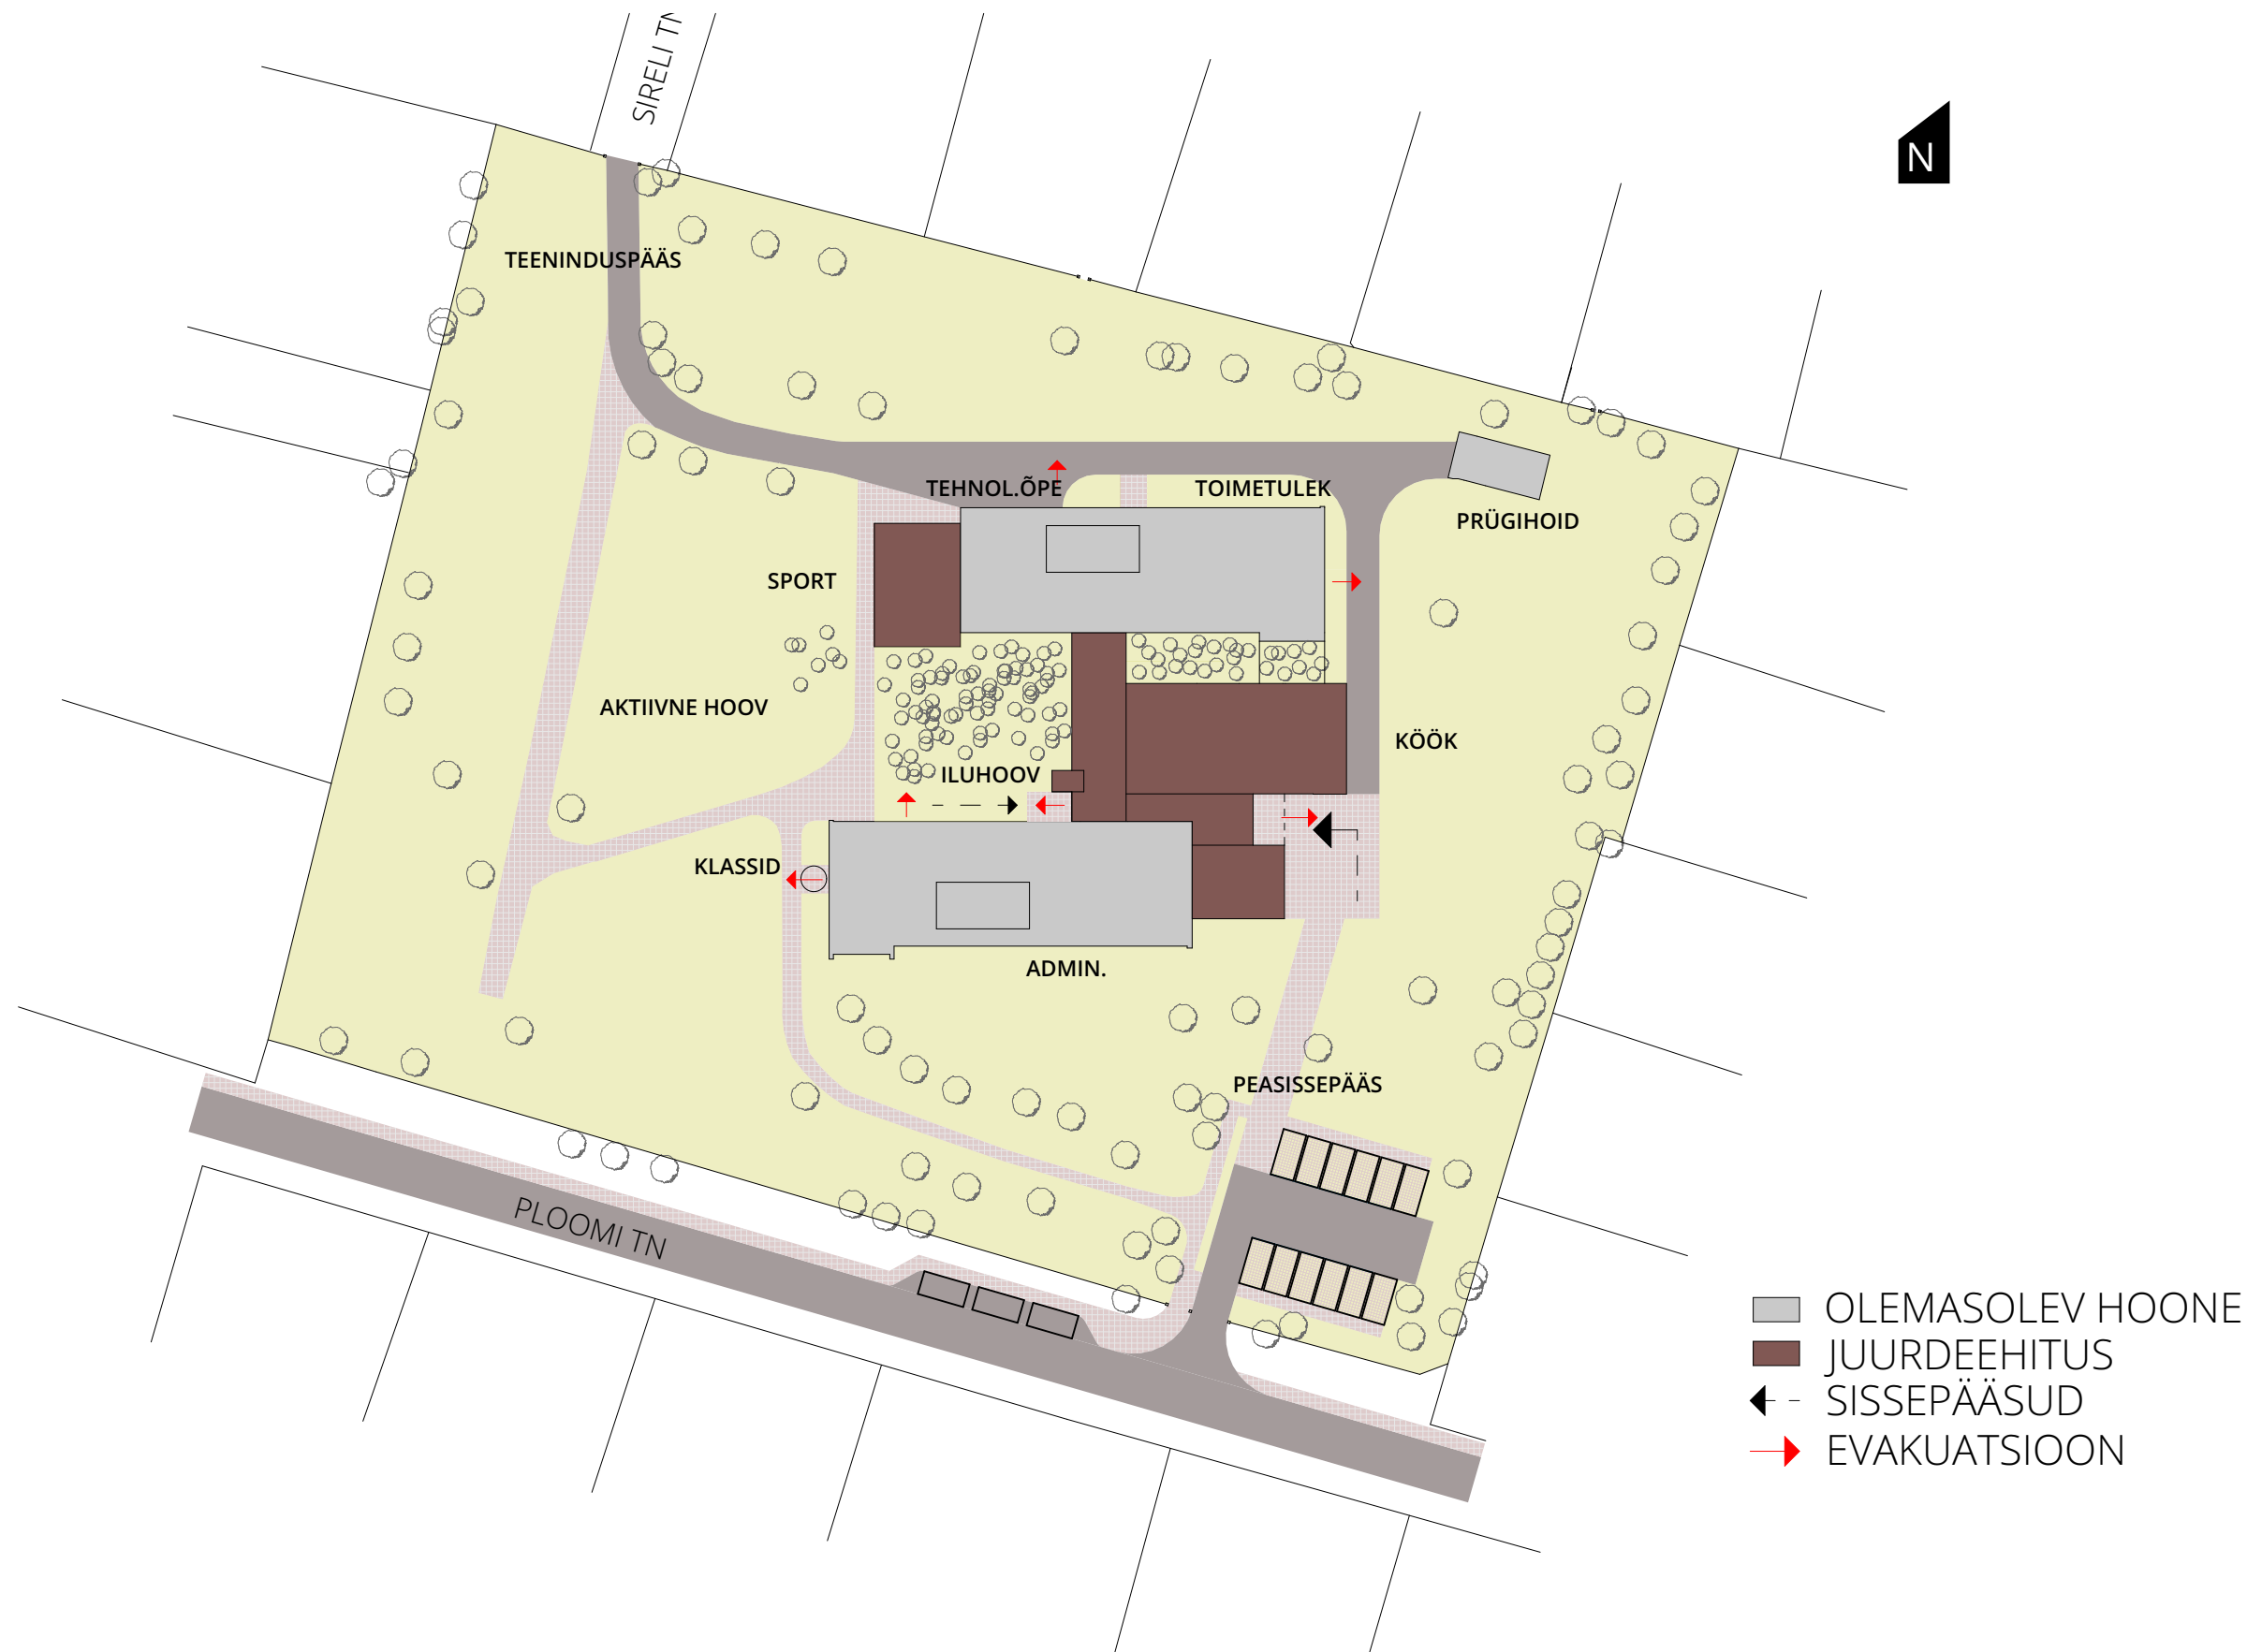 SIRELI TN
N
TEENINDUSPÄÄS
TEHNOL.ÕPE
TOIMETULEK
PRÜGIHOID
SPORT
AKTIIVNE HOOV
KÖÖK
ILUHOOV
KLASSID
ADMIN.
PEASISSEPÄÄS
PLOOMI TN
OLEMASOLEV HOONE
JUURDEEHITUS
SISSEPÄÄSUD
EVAKUATSIOON